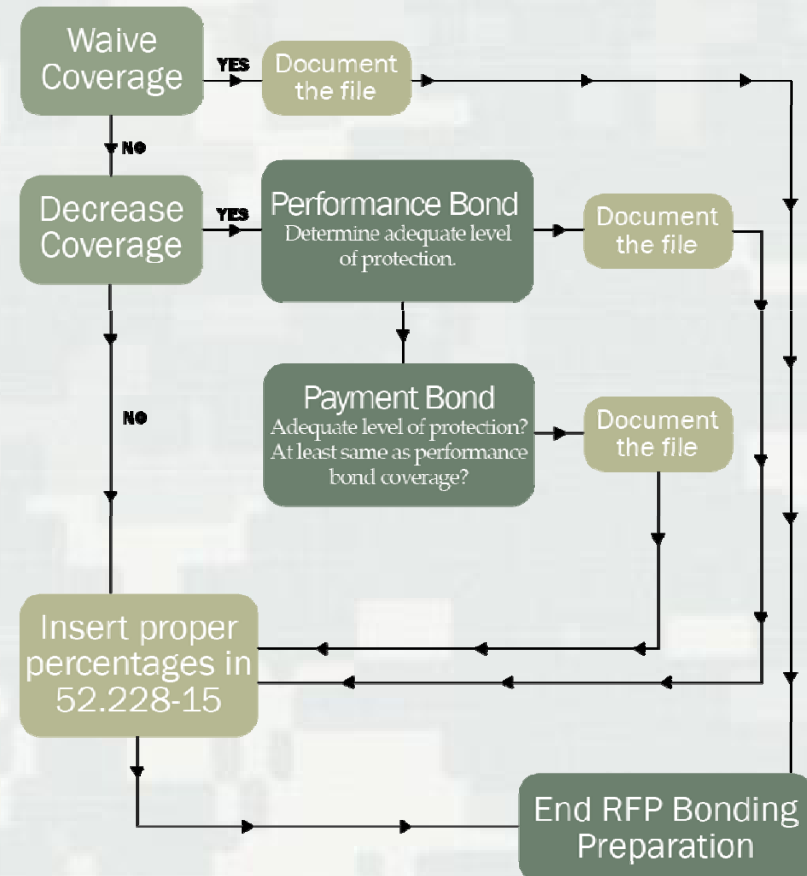 Waive
Coverage
YES
Document
the file
NO
Decrease
Coverage
YES
Performance Bond
Determine adequate level
of protection.
Document
the file
NO
Payment Bond
Adequate level of protection?
At least same as performance
bond coverage?
Document
the file
Insert proper
percentages in
52.228-15
End RFP Bonding
Preparation